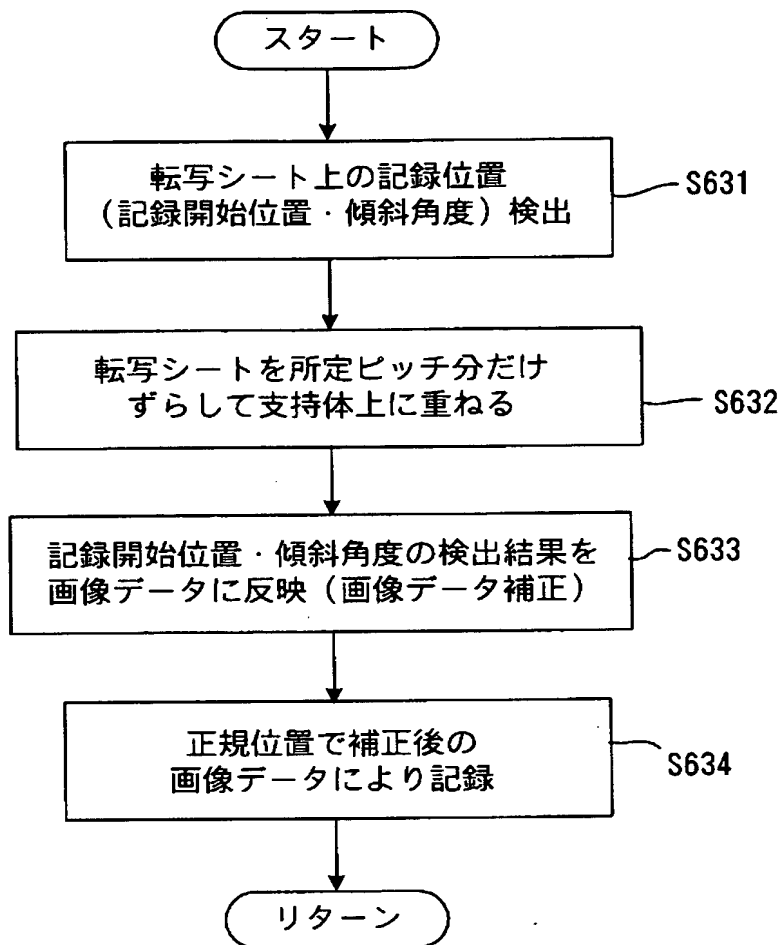 スタート
転写シート上の記録位置
（記録開始位置・傾斜角度）検出
S631
転写シートを所定ピッチ分だけ
ずらして支持体上に重ねる
S632
記録開始位置・傾斜角度の検出結果を
画像データに反映（画像データ補正）
S633
正規位置で補正後の
画像データにより記録
S634
リターン